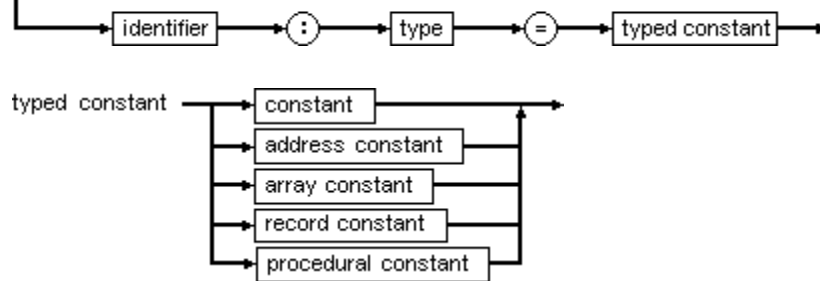 identifier : type = typed constant
typed constant constant
address constant
array constant
record constant
procedural constant